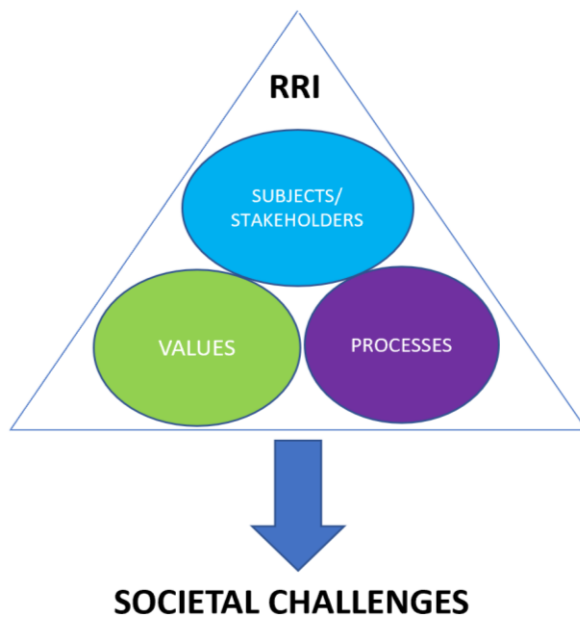 RRI
SUBJECTS/
STAKEHOLDERS
VALUES
PROCESSES
SOCIETAL CHALLENGES